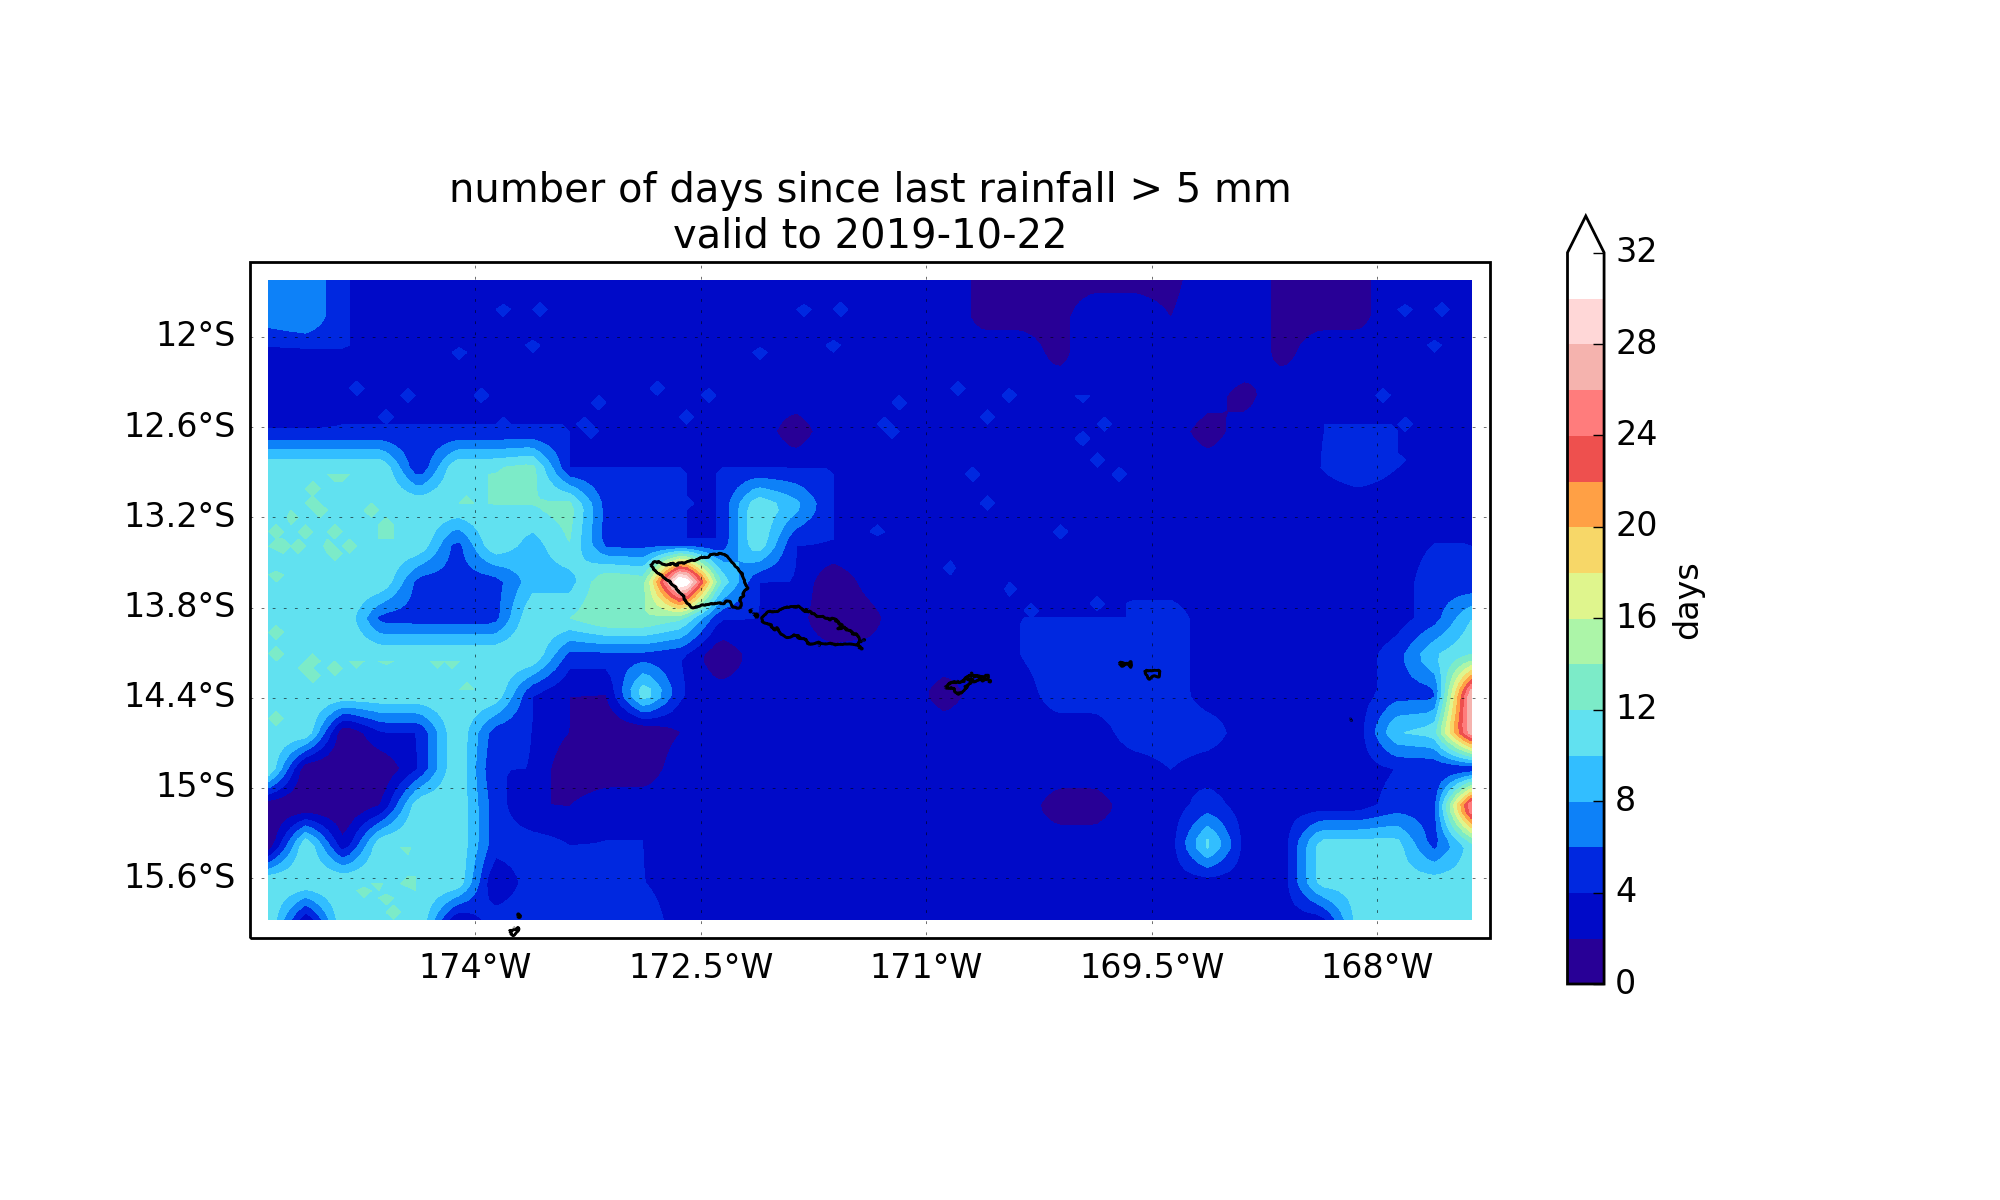 number of days since last rainfall > 5 mm
valid to 2019-10-22
12°S
12.6°S
13.2°S
13.8°S
14.4°S
15°S
15.6°S
174°W
172.5°W
171°W
169.5°W
168°W
32
28
24
20
16
12
8
4
0
days